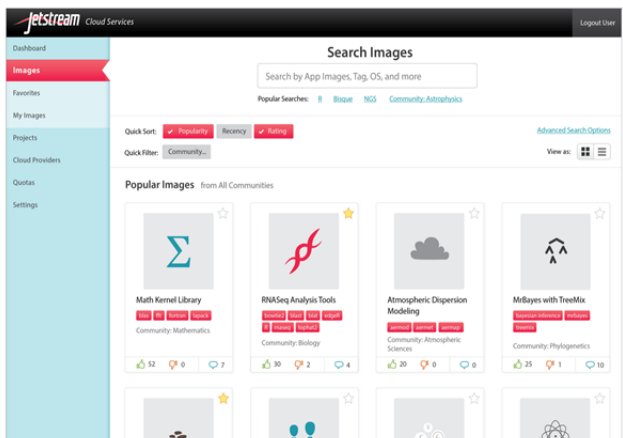 Jetstream Cloud Services
Logout User
Dashboard
Images
Favorites
My Images
Projects
Cloud Providers
Quotas
Settings
Search Images
Search by App Images, Tag, OS, and more
Popular Searches: R Bisque NGS Community: Astrophysics
Quick Sort: Popularity Recency Rating
Advanced Search Options
Quick Filter: Community...
View as:
Popular Images from All Communities
Math Kernel Library
blas fft fortran lapack
Community: Mathematics
52 0 7
RNASeq Analysis Tools
bowtie2 blast blat edgeR
R rnaseq tophat2
Community: Biology
30 2 4
Atmospheric Dispersion
Modeling
aermod aermet aermap
Community: Atmospheric
Sciences
20 0 0
MrBayes with TreeMix
bayesian inference mrbayes
treemix
Community: Phylogenetics
25 1 10